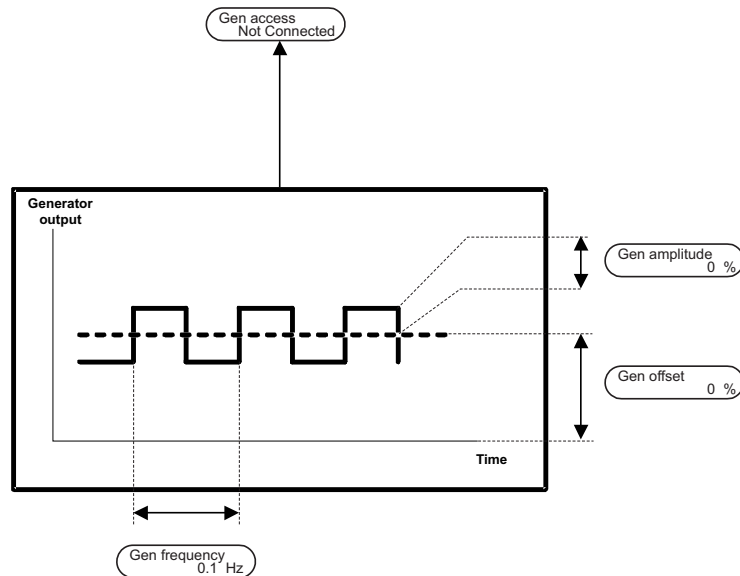 Gen access
Not Connected
Generator
output
Gen amplitude
0 %
Gen offset
0 %
Time
Gen frequency
0.1 Hz